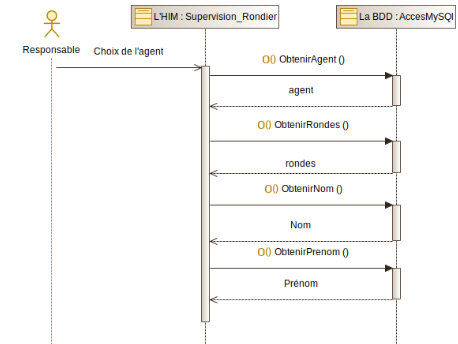 L'HIM : Supervision_Rondier
La BDD : AccesMySQl
Responsable
Choix de l'agent
O() ObtenirAgent ()
agent
O() ObtenirRondes ()
rondes
O() ObtenirNom ()
Nom
O() ObtenirPrenom ()
Prénom